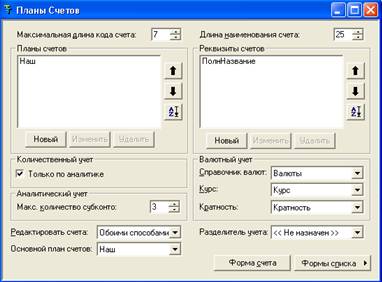 Планы Счетов
Максимальная длина кода счета: 7
Длина наименования счета: 25
Планы счетов
Наш
Новый Изменить Удалить
Реквизиты счетов
ПолнНазвание
Новый Изменить Удалить
Количественный учет
Только по аналитике
Аналитический учет
Макс. количество субконто: 3
Валютный учет
Справочник валют: Валюты
Курс: Курс
Кратность: Кратность
Редактировать счета: Обоими способами
Разделитель учета: << Не назначен >>
Основной план счетов: Наш
Форма счета Формы списка